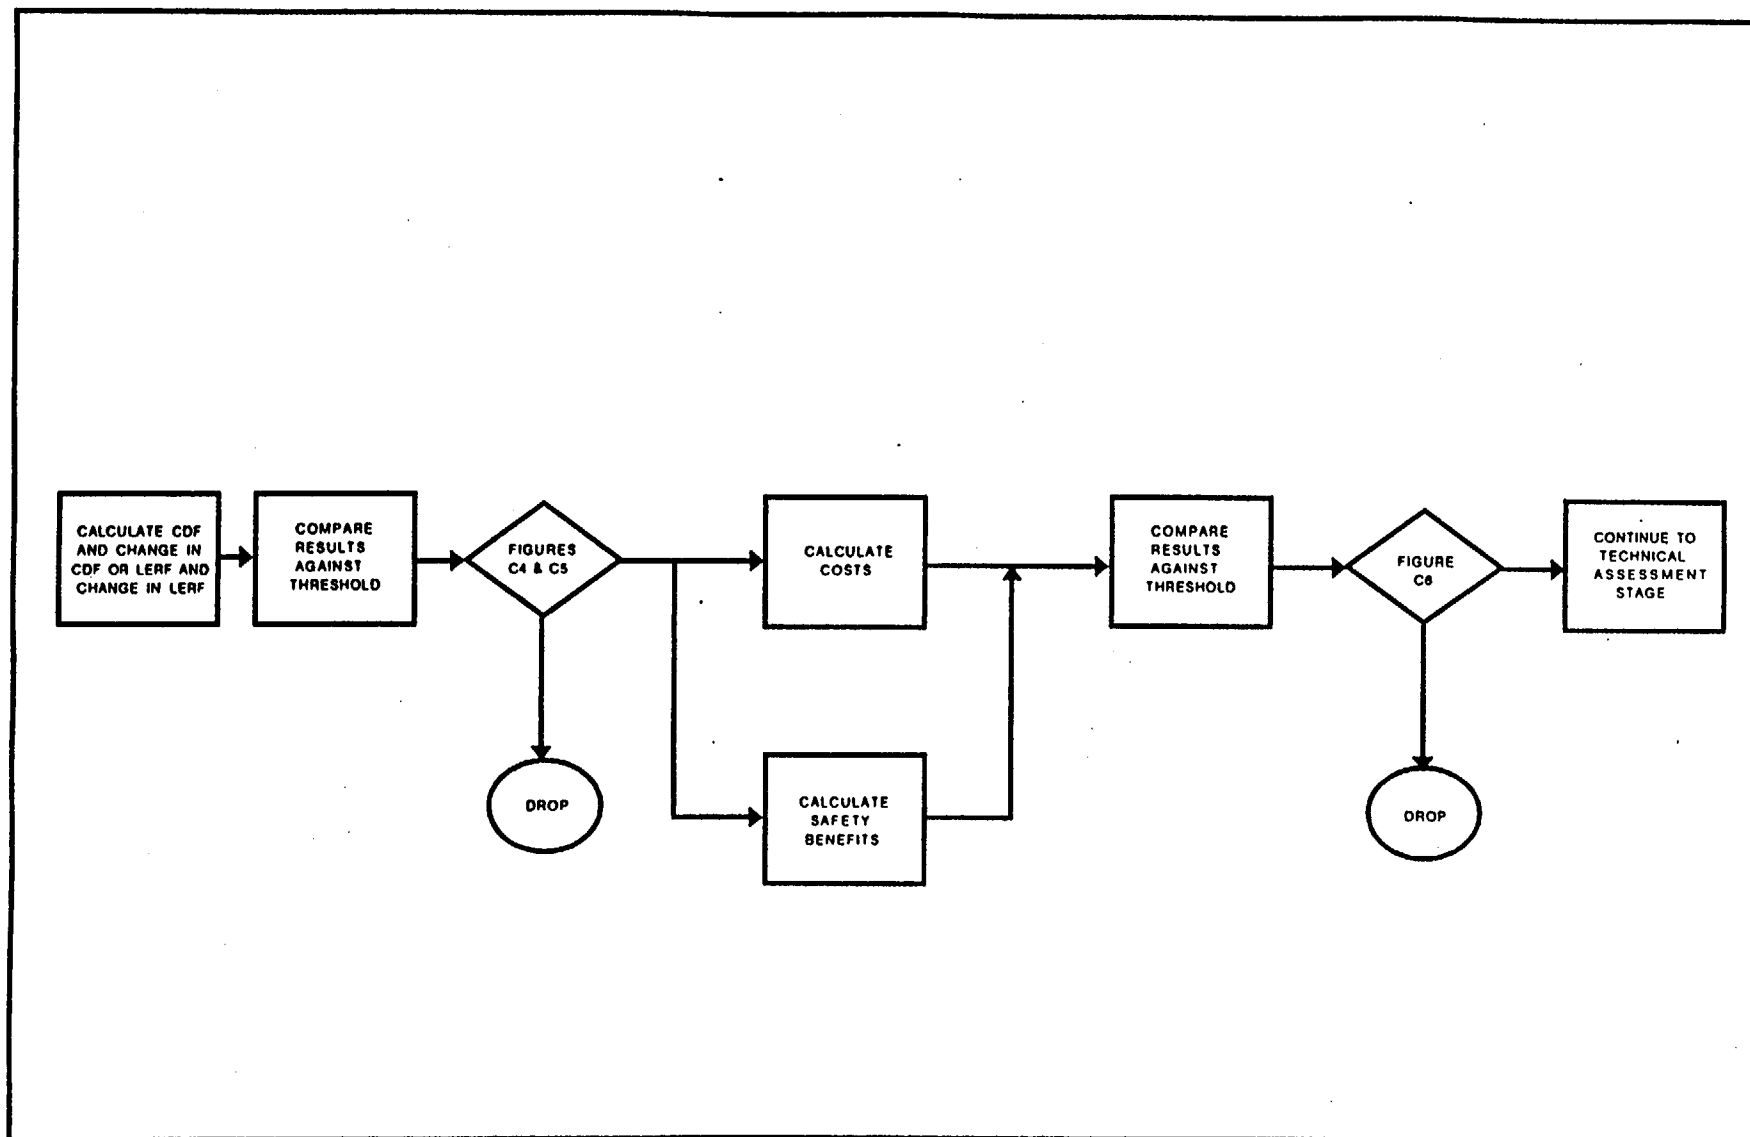 CALCULATE CDF
AND CHANGE IN
CDF OR LERF AND
CHANGE IN LERF
COMPARE
RESULTS
AGAINST
THRESHOLD
FIGURES
C4 & C5
DROP
CALCULATE
COSTS
CALCULATE
SAFETY
BENEFITS
COMPARE
RESULTS
AGAINST
THRESHOLD
FIGURE
C6
DROP
CONTINUE TO
TECHNICAL
ASSESSMENT
STAGE